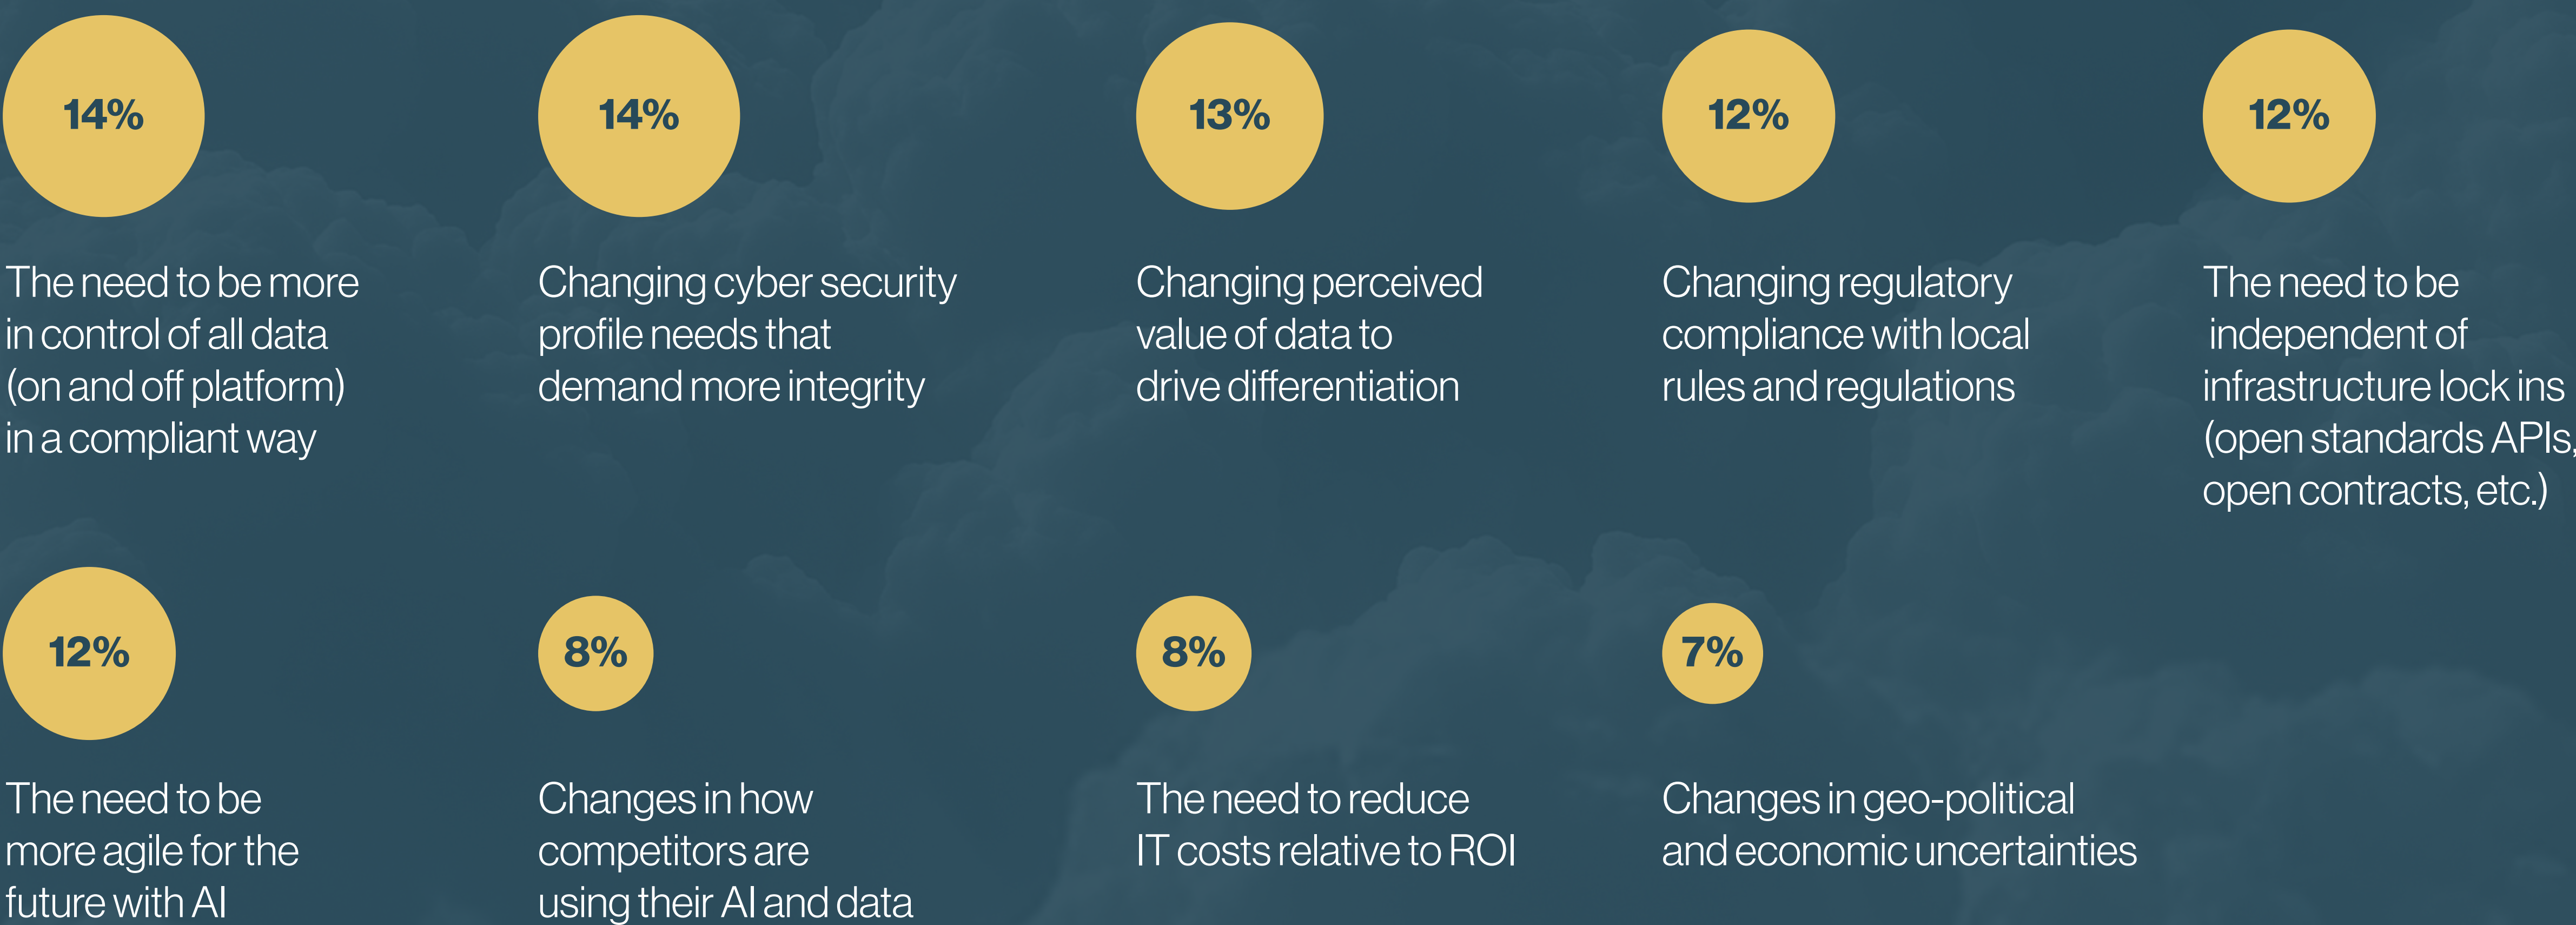 14%
The need to be more
in control of all data
(on and off platform)
in a compliant way
14%
Changing cyber security
profile needs that
demand more integrity
13%
Changing perceived
value of data to
drive differentiation
12%
Changing regulatory
compliance with local
rules and regulations
12%
The need to be
independent of
infrastructure lock ins
(open standards APIs,
open contracts, etc.)
12%
The need to be
more agile for the
future with AI
8%
Changes in how
competitors are
using their AI and data
8%
The need to reduce
IT costs relative to ROI
7%
Changes in geo-political
and economic uncertainties